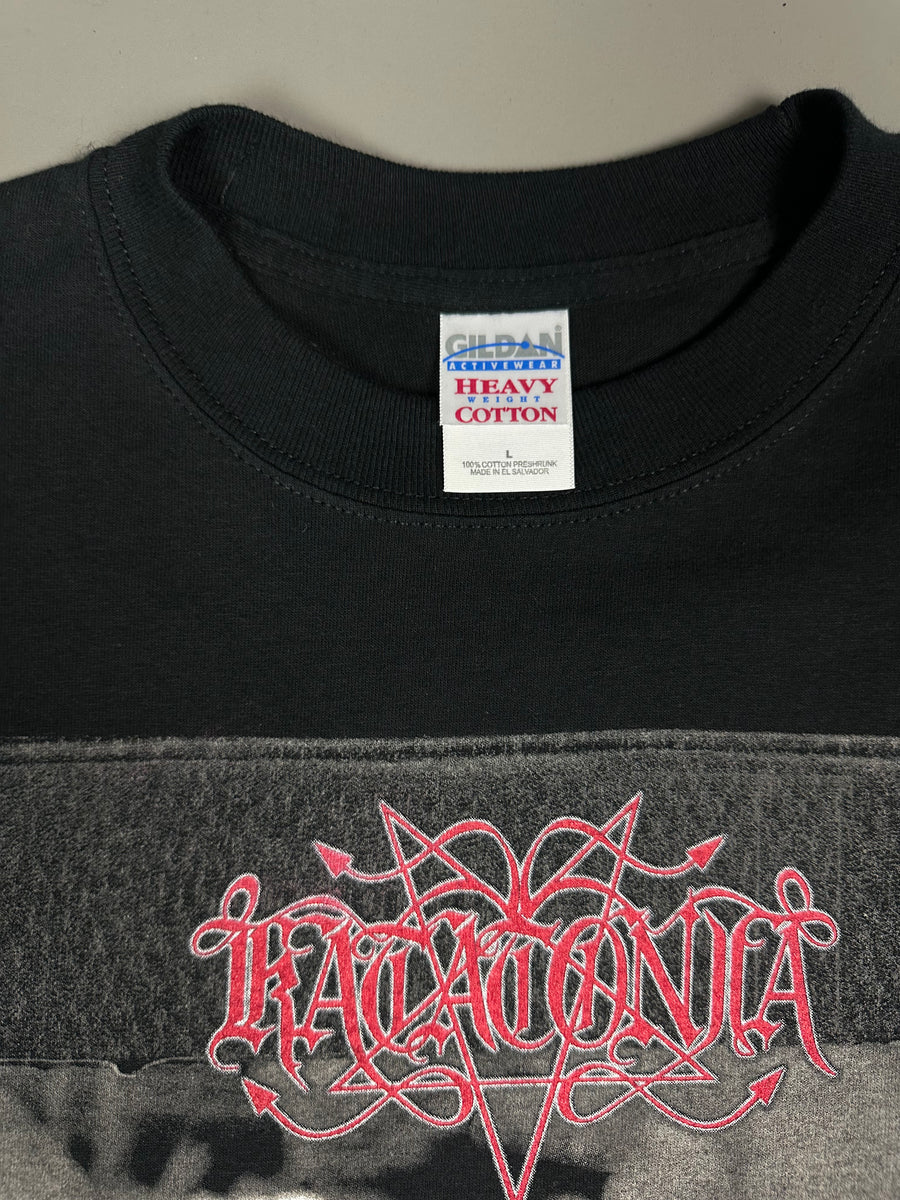 GILDAN
ACTIVEWEAR
HEAVY
WEIGHT
COTTON
L
100% COTTON PRESHRUNK
MADE IN EL SALVADOR
KATATONIA